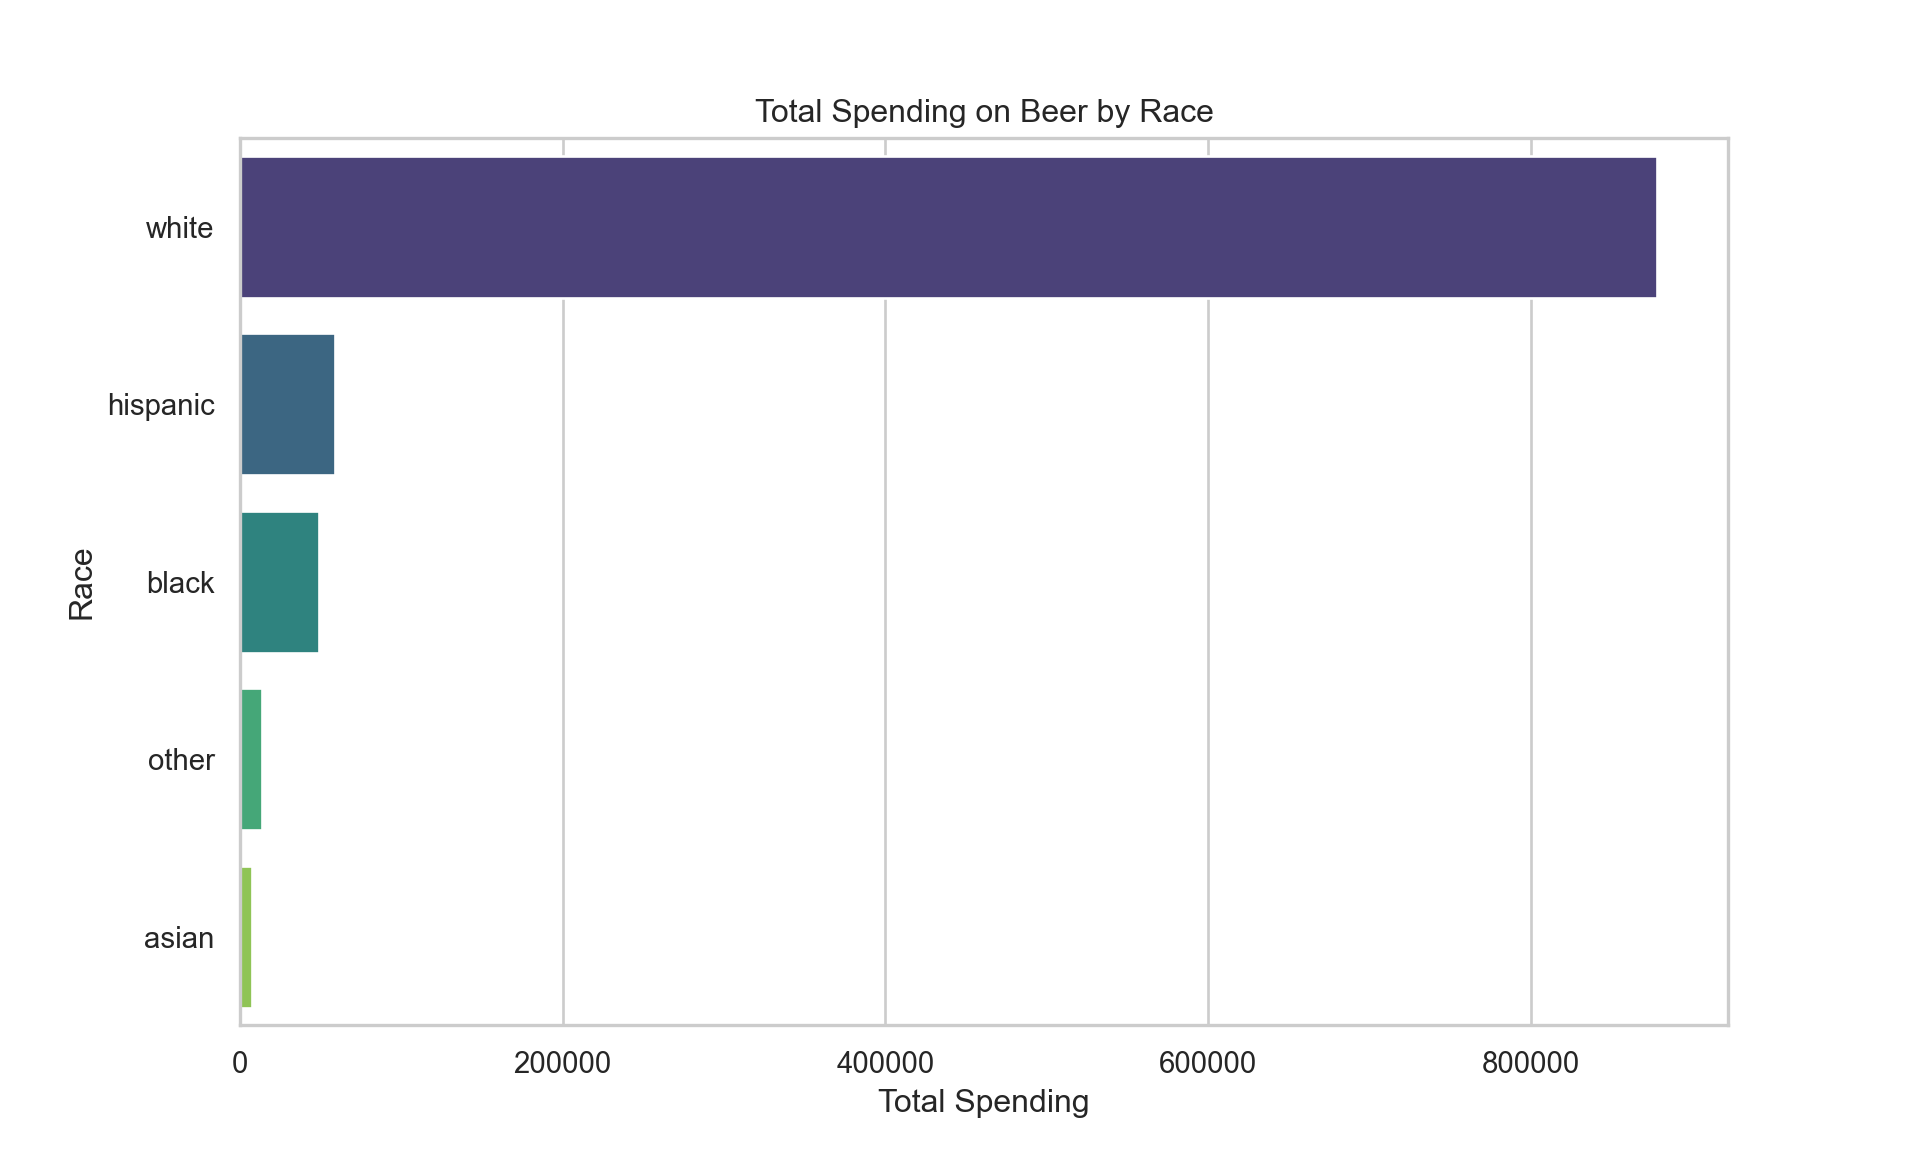 Total Spending on Beer by Race
white
hispanic
black
other
asian
Race
0 200000 400000 600000 800000
Total Spending